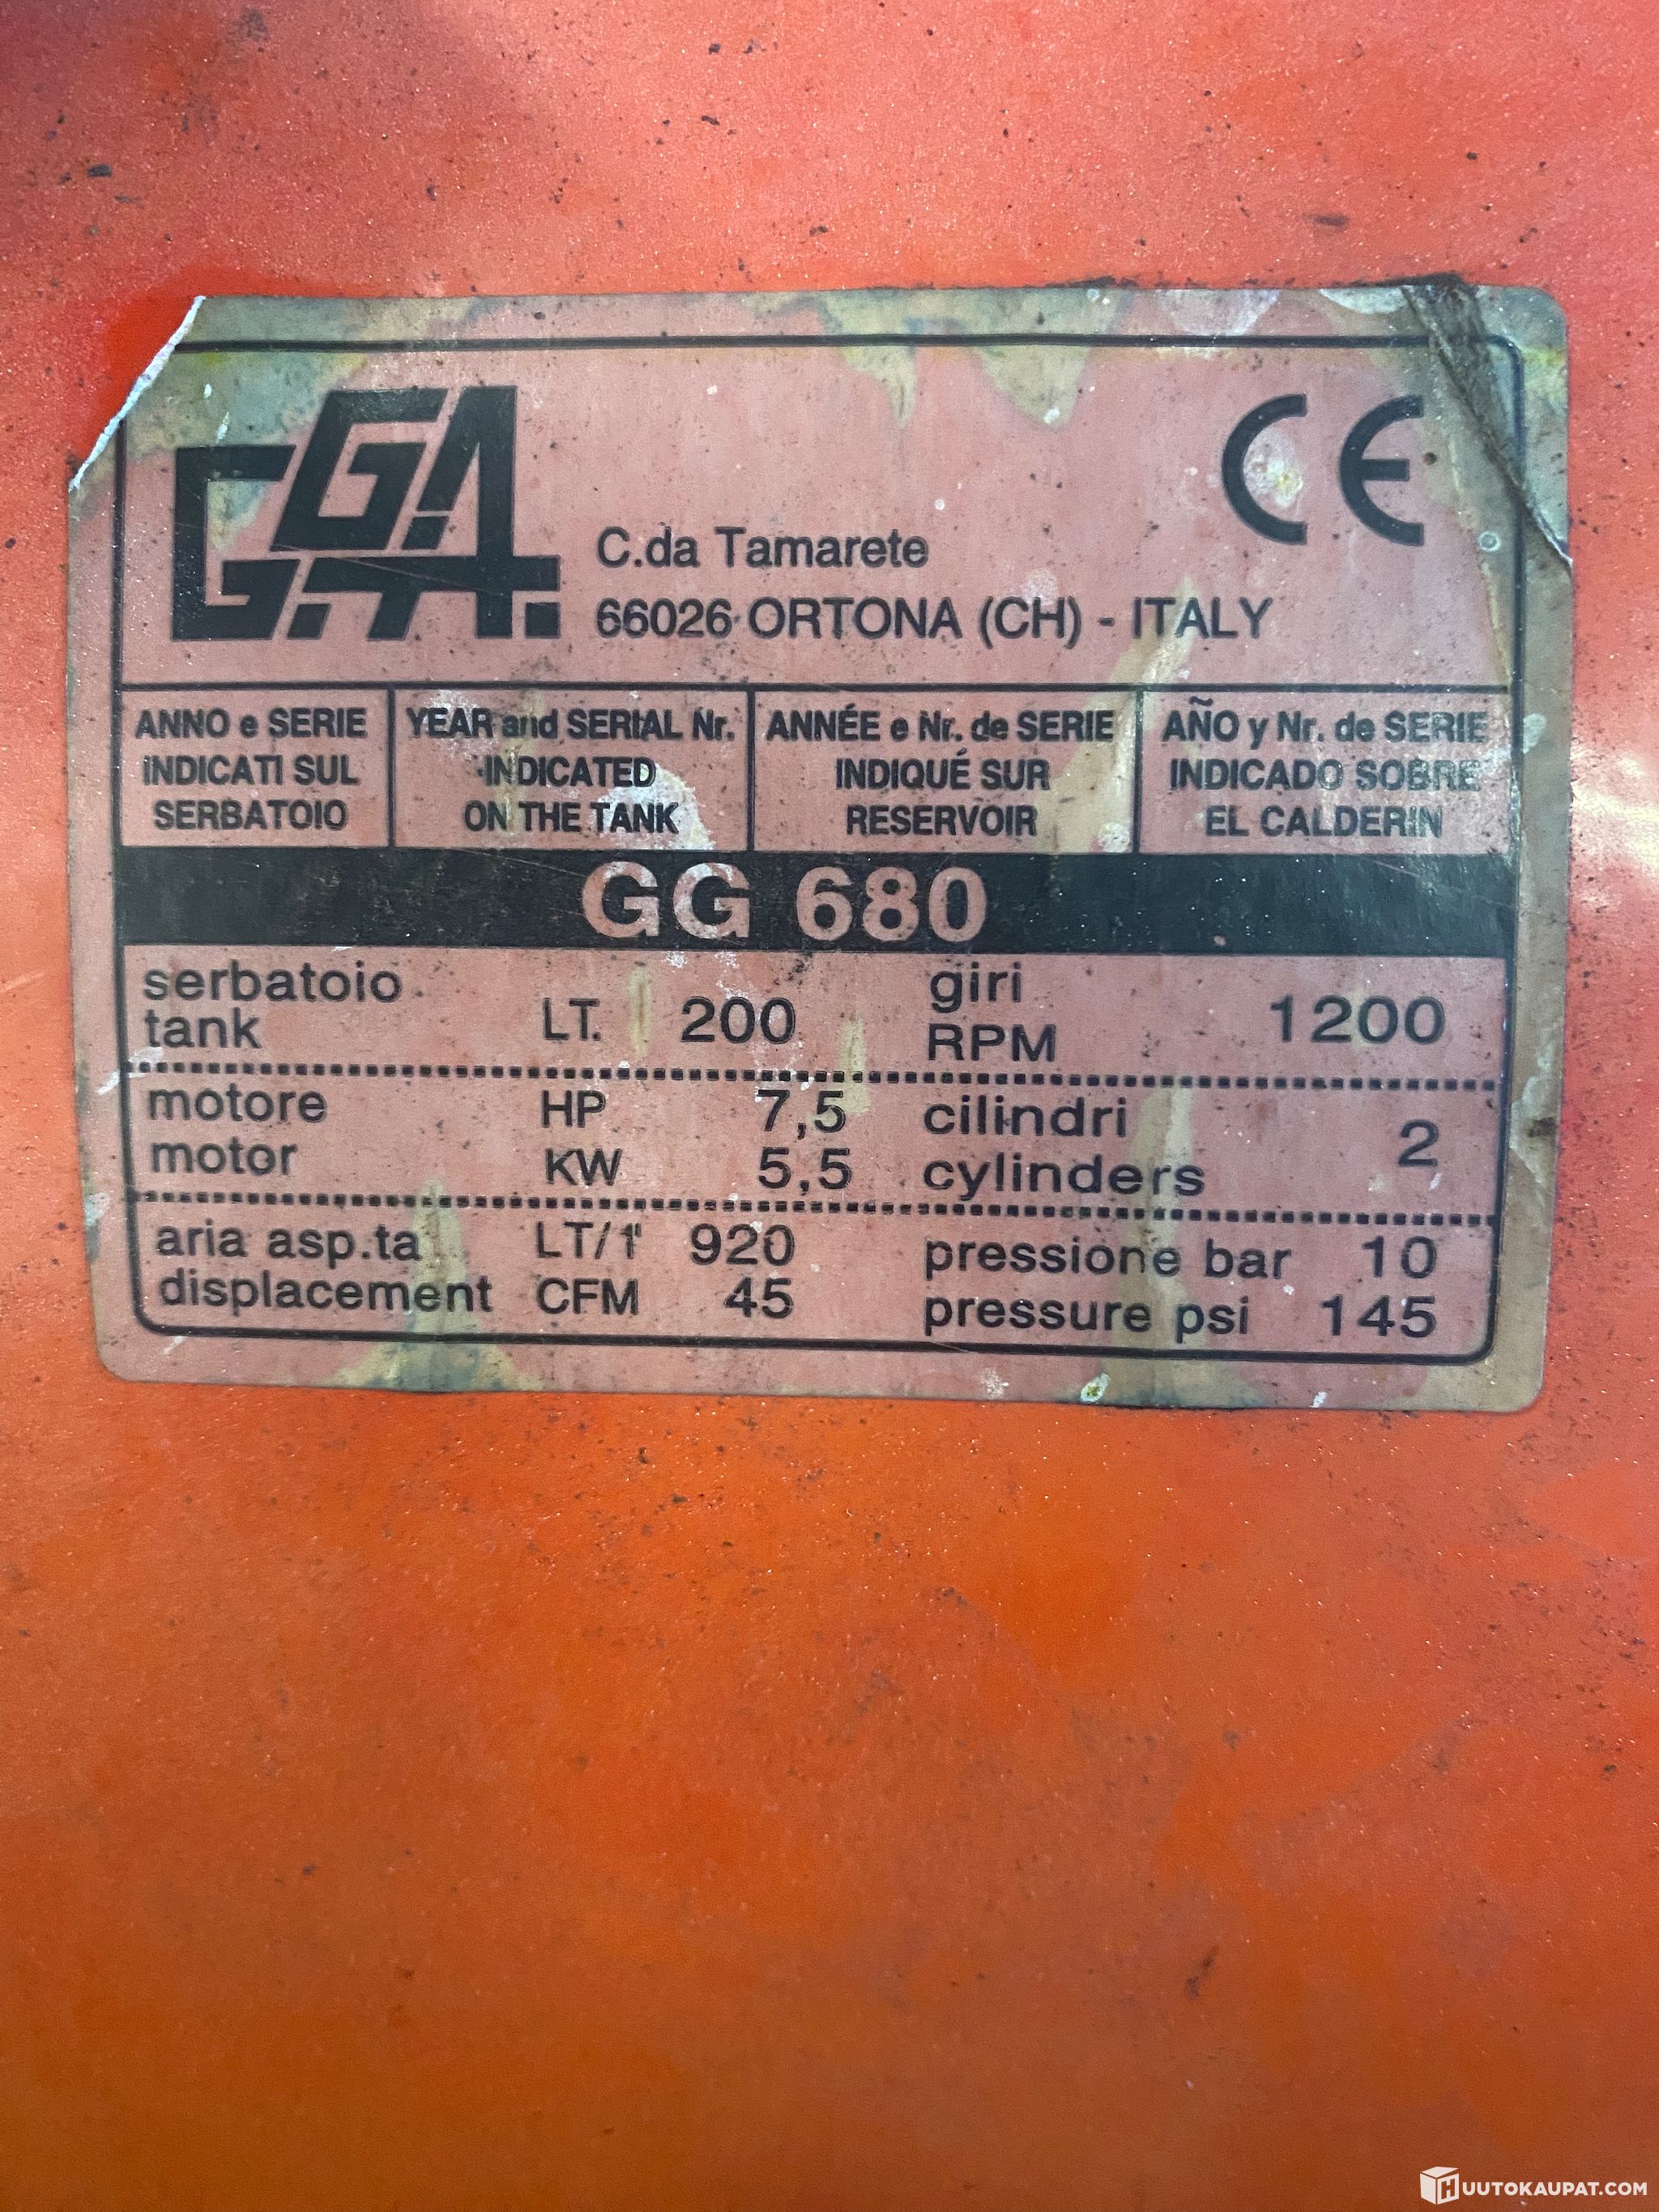 G.G.A.
CE
C.da Tamarete
66026 ORTONA (CH) - ITALY
ANNO e SERIE
INDICATI SUL
SERBATOIO
YEAR and SERIAL Nr.
INDICATED
ON THE TANK
ANNÉE e Nr. de SERIE
INDIQUÉ SUR
RESERVOIR
AÑO y Nr. de SERIE
INDICADO SOBRE
EL CALDERIN
GG 680
serbatoio
tank
LT. 200
giri
RPM
1200
motore HP 7,5
motor KW 5,5
cilindri
cylinders
2
aria asp.ta LT/1' 920
displacement CFM 45
pressione bar 10
pressure psi 145
HUUTOKAUPAT.COM